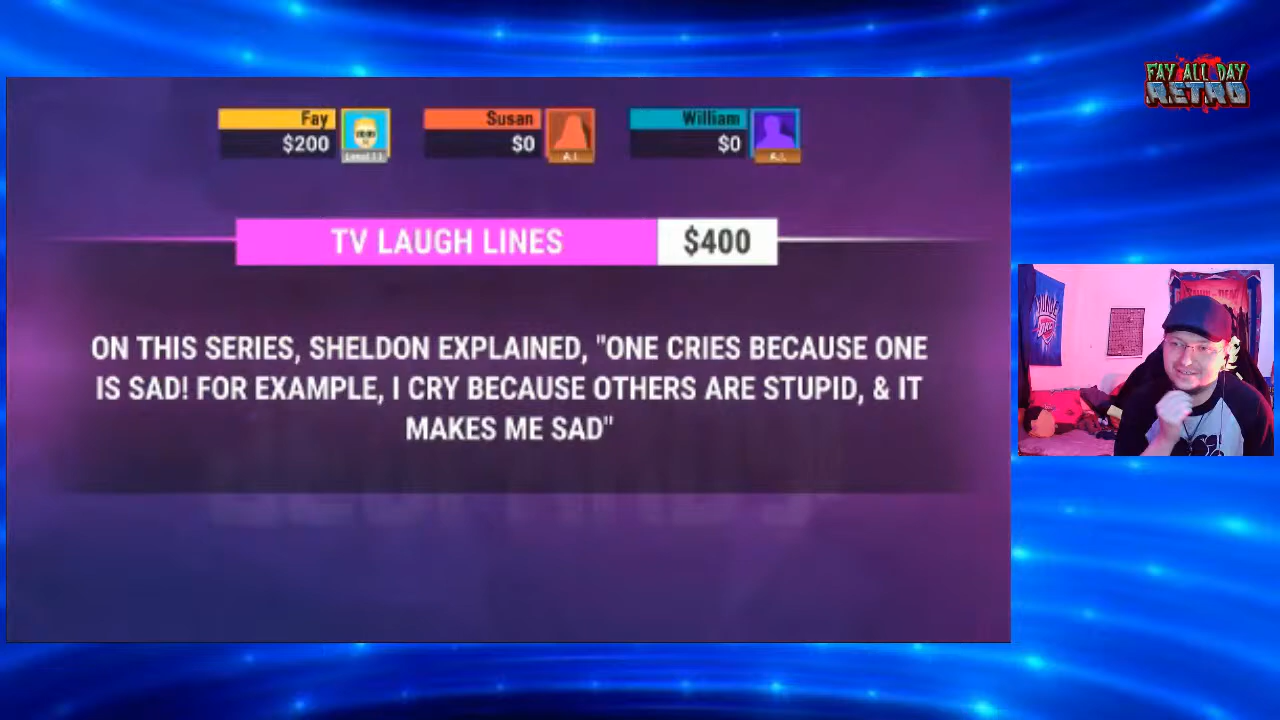 FAY ALL DAY
RETRO
Fay
$200
Susan
$0
A.I.
William
$0
A.I.
TV LAUGH LINES
$400
ON THIS SERIES, SHELDON EXPLAINED, "ONE CRIES BECAUSE ONE
IS SAD! FOR EXAMPLE, I CRY BECAUSE OTHERS ARE STUPID, & IT
MAKES ME SAD"